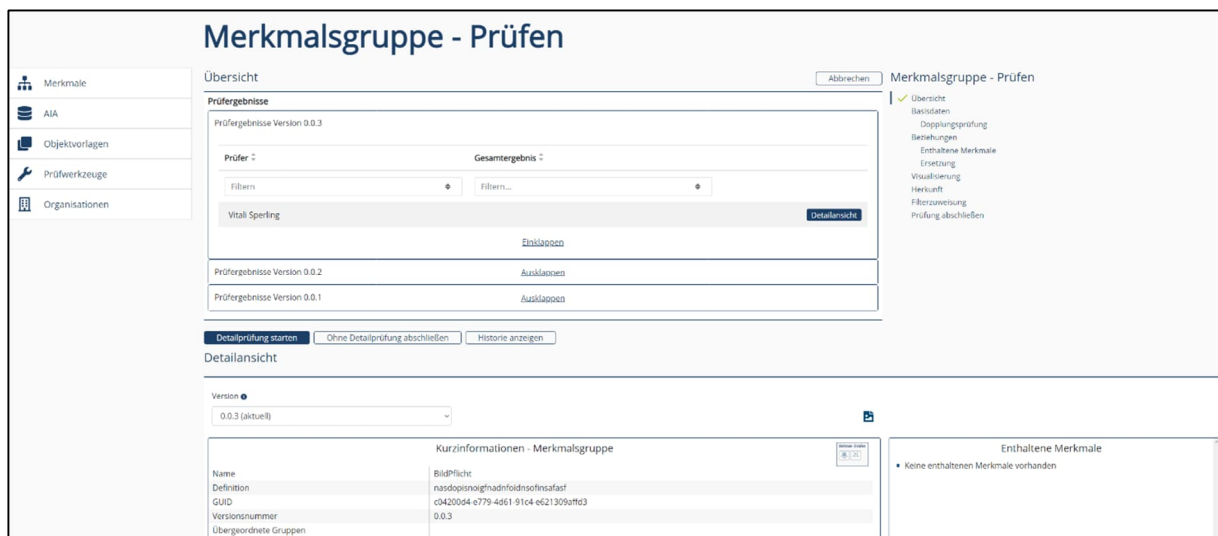 Merkmalsgruppe - Prüfen
Merkmale
AIA
Objektvorlagen
Prüfwerkzeuge
Organisationen
Übersicht
Abbrechen
Prüfergebnisse
Prüfergebnisse Version 0.0.3
Prüfer
Gesamtergebnis
Filtern
Filtern...
Vitali Sperling
Detailansicht
Einklappen
Prüfergebnisse Version 0.0.2
Ausklappen
Prüfergebnisse Version 0.0.1
Ausklappen
Detailprüfung starten
Ohne Detailprüfung abschließen
Historie anzeigen
Merkmalsgruppe - Prüfen
Übersicht
Basisdaten
Dopplungsprüfung
Beziehungen
Enthaltene Merkmale
Ersetzung
Visualisierung
Herkunft
Filterzuweisung
Prüfung abschließen
Detailansicht
Version
0.0.3 (aktuell)
Kurzinformationen - Merkmalsgruppe
Name BildPflicht
Definition nasdopisnoigfnadnfoidnsofinsafasf
GUID c04200d4-e779-4d61-91c4-e621309affd3
Versionsnummer 0.0.3
Übergeordnete Gruppen
Enthaltene Merkmale
Keine enthaltenen Merkmale vorhanden